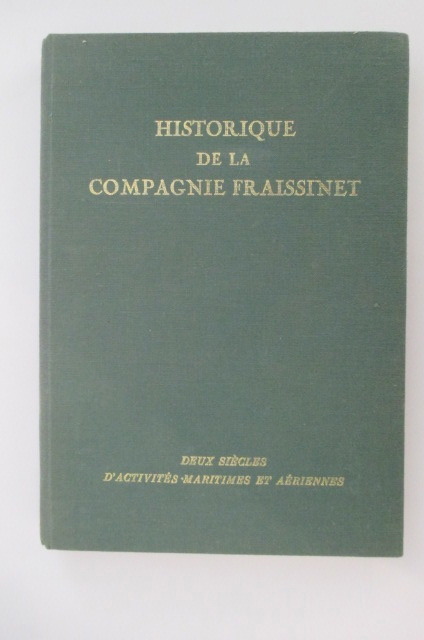 HISTORIQUE
DE LA
COMPAGNIE FRAISSINET
DEUX SIÈCLES
D'ACTIVITÉS MARITIMES ET AÉRIENNES